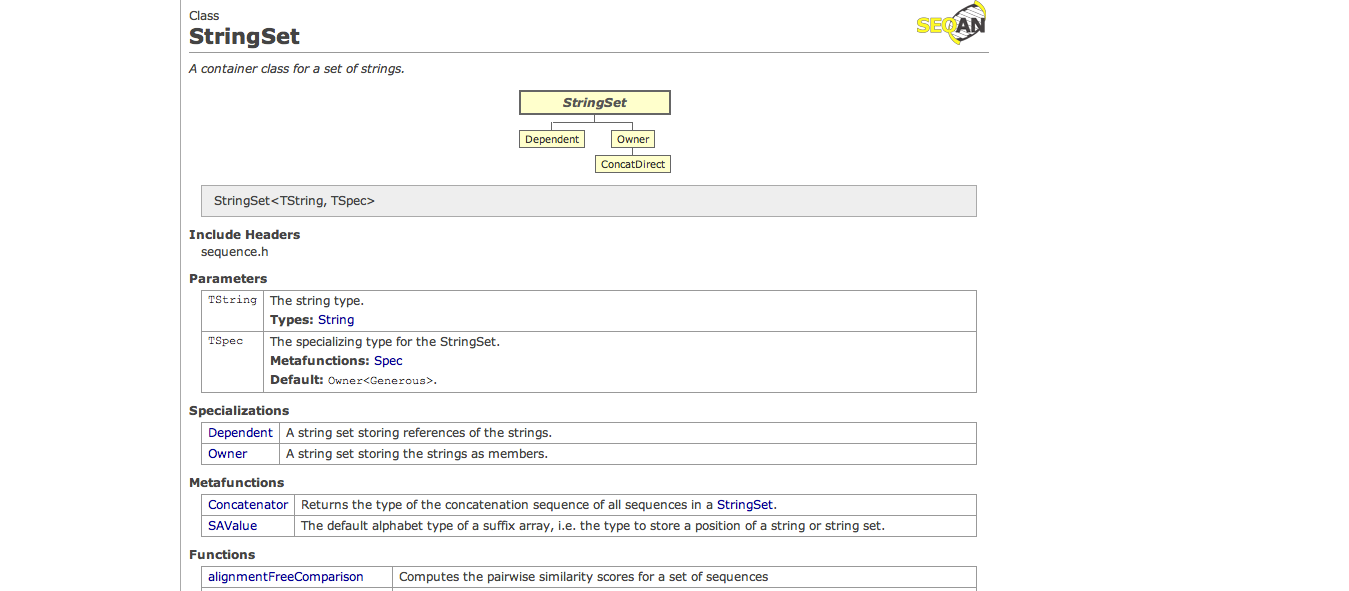 Class
StringSet
SEQAN
A container class for a set of strings.
StringSet
Dependent Owner
ConcatDirect
StringSet<TString, TSpec>
Include Headers
sequence.h
Parameters
TString The string type.
Types: String
TSpec The specializing type for the StringSet.
Metafunctions: Spec
Default: Owner<Generous>.
Specializations
Dependent A string set storing references of the strings.
Owner A string set storing the strings as members.
Metafunctions
Concatenator Returns the type of the concatenation sequence of all sequences in a StringSet.
SAValue The default alphabet type of a suffix array, i.e. the type to store a position of a string or string set.
Functions
alignmentFreeComparison Computes the pairwise similarity scores for a set of sequences